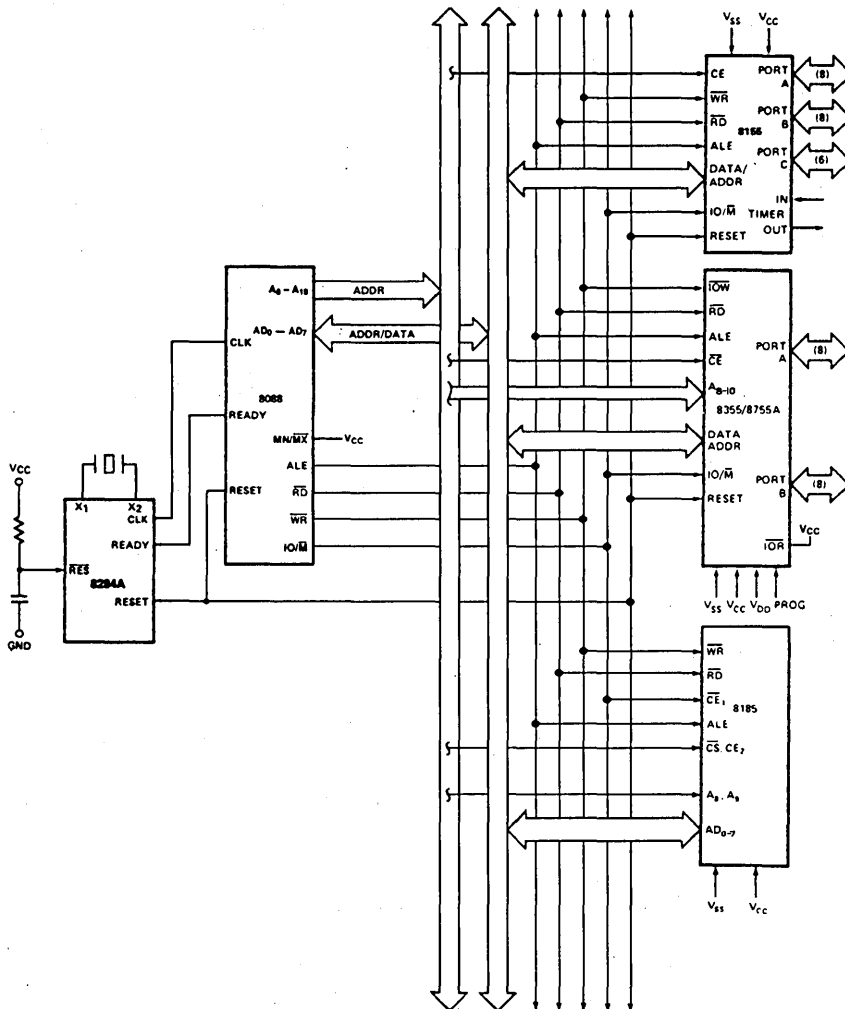 VSS VCC
CE
WR
RD
8155
ALE
DATA/
ADDR
IO/M
RESET
PORT
A
(8)
PORT
B
(8)
PORT
C
(6)
IN
TIMER
OUT
A8 – A19
ADDR
AD0 – AD7
ADDR/DATA
CLK
8088
READY
MN/MX
VCC
ALE
RESET
RD
WR
IO/M
VCC
X1 X2
CLK
READY
RES
8284A
RESET
GND
IOW
RD
ALE
CE
A8-10
8355/8755A
DATA
ADDR
IO/M
RESET
PORT
A
(8)
PORT
B
(8)
IOR
VCC
VSS VCC VDD PROG
WR
RD
CE1
8185
ALE
CS, CE2
A8, A9
AD0-7
VSS VCC